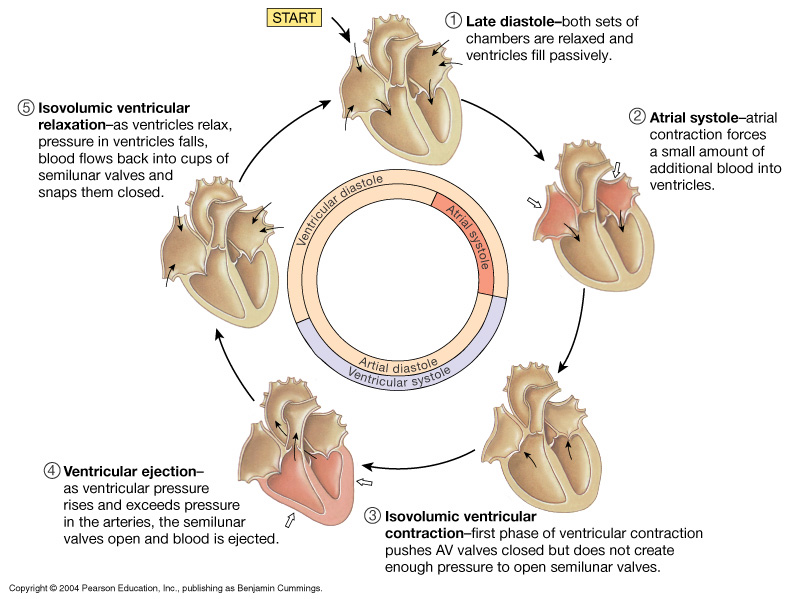 START
① Late diastole–both sets of
chambers are relaxed and
ventricles fill passively.
② Atrial systole–atrial
contraction forces
a small amount of
additional blood into
ventricles.
③ Isovolumic ventricular
contraction–first phase of ventricular contraction
pushes AV valves closed but does not create
enough pressure to open semilunar valves.
④ Ventricular ejection–
as ventricular pressure
rises and exceeds pressure
in the arteries, the semilunar
valves open and blood is ejected.
⑤ Isovolumic ventricular
relaxation–as ventricles relax,
pressure in ventricles falls,
blood flows back into cups of
semilunar valves and
snaps them closed.
Ventricular diastole
Atrial systole
Artial diastole
Ventricular systole
Copyright © 2004 Pearson Education, Inc., publishing as Benjamin Cummings.